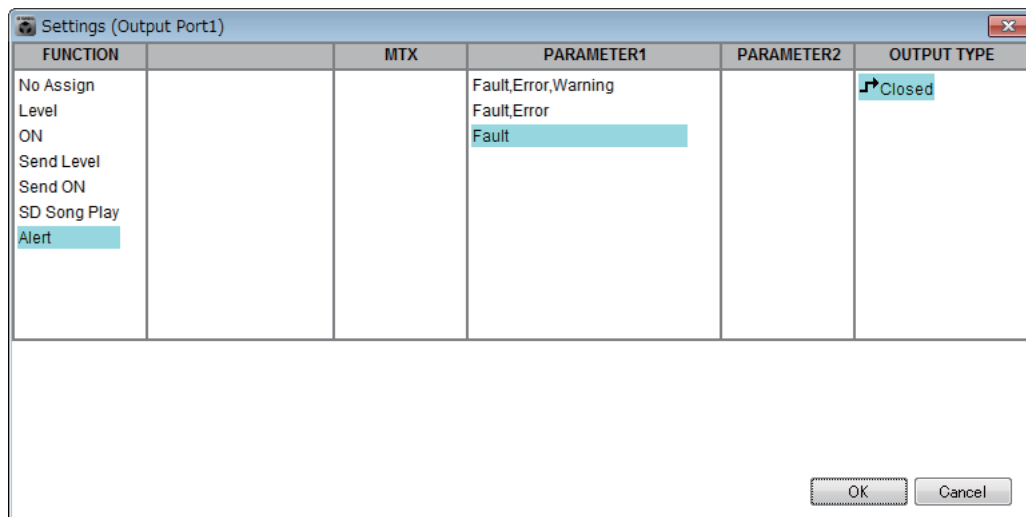 Settings (Output Port1)
FUNCTION MTX PARAMETER1 PARAMETER2 OUTPUT TYPE
No Assign Fault,Error,Warning Closed
Level Fault,Error
ON Fault
Send Level
Send ON
SD Song Play
Alert
OK Cancel